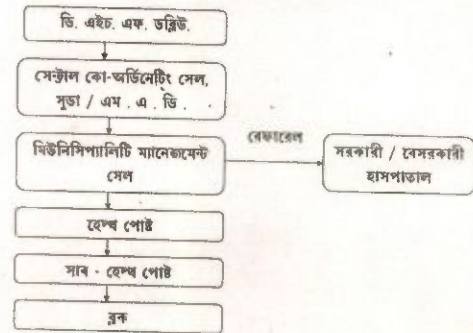 ডি. এইচ. এফ. ডব্লিউ.
সেন্ট্রাল কো-অর্ডিনেটিং সেল,
সুডা / এম . এ . ডি .
মিউনিসিপ্যালিটি ম্যানেজমেন্ট
সেল
রেফারেল
সরকারী / বেসরকারী
হাসপাতাল
হেল্থ পোষ্ট
সাব - হেল্থ পোষ্ট
ব্লক